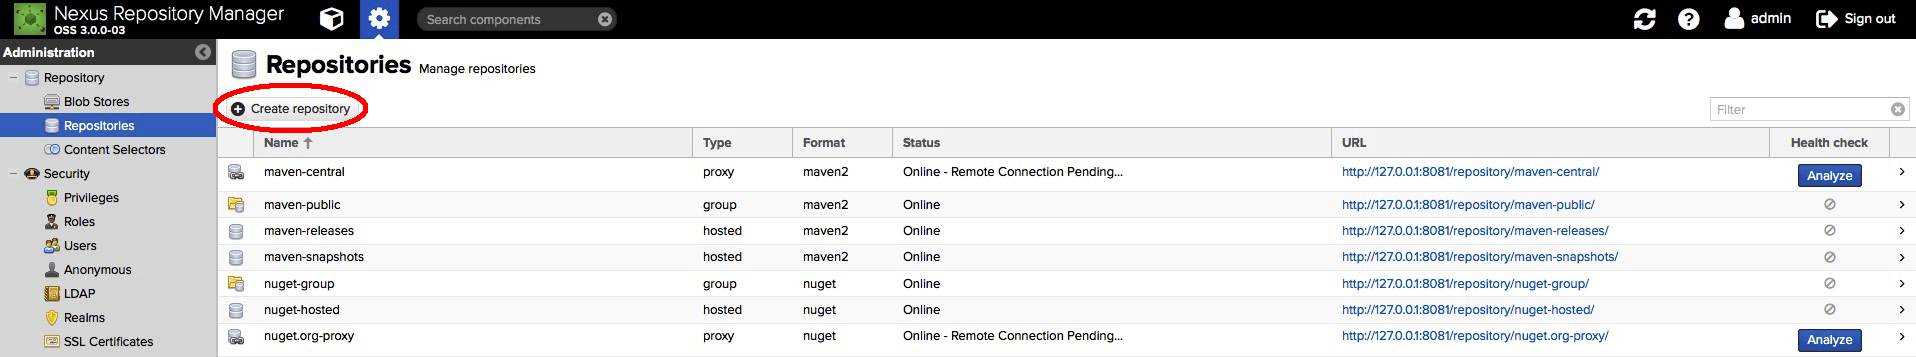 Nexus Repository Manager
OSS 3.0.0-03
Search components
admin
Sign out
Administration
Repository
Blob Stores
Repositories
Content Selectors
Security
Privileges
Roles
Users
Anonymous
LDAP
Realms
SSL Certificates
Repositories Manage repositories
Create repository
Filter
Name Type Format Status URL Health check
maven-central proxy maven2 Online - Remote Connection Pending... http://127.0.0.1:8081/repository/maven-central/ Analyze
maven-public group maven2 Online http://127.0.0.1:8081/repository/maven-public/
maven-releases hosted maven2 Online http://127.0.0.1:8081/repository/maven-releases/
maven-snapshots hosted maven2 Online http://127.0.0.1:8081/repository/maven-snapshots/
nuget-group group nuget Online http://127.0.0.1:8081/repository/nuget-group/
nuget-hosted hosted nuget Online http://127.0.0.1:8081/repository/nuget-hosted/
nuget.org-proxy proxy nuget Online - Remote Connection Pending... http://127.0.0.1:8081/repository/nuget.org-proxy/ Analyze